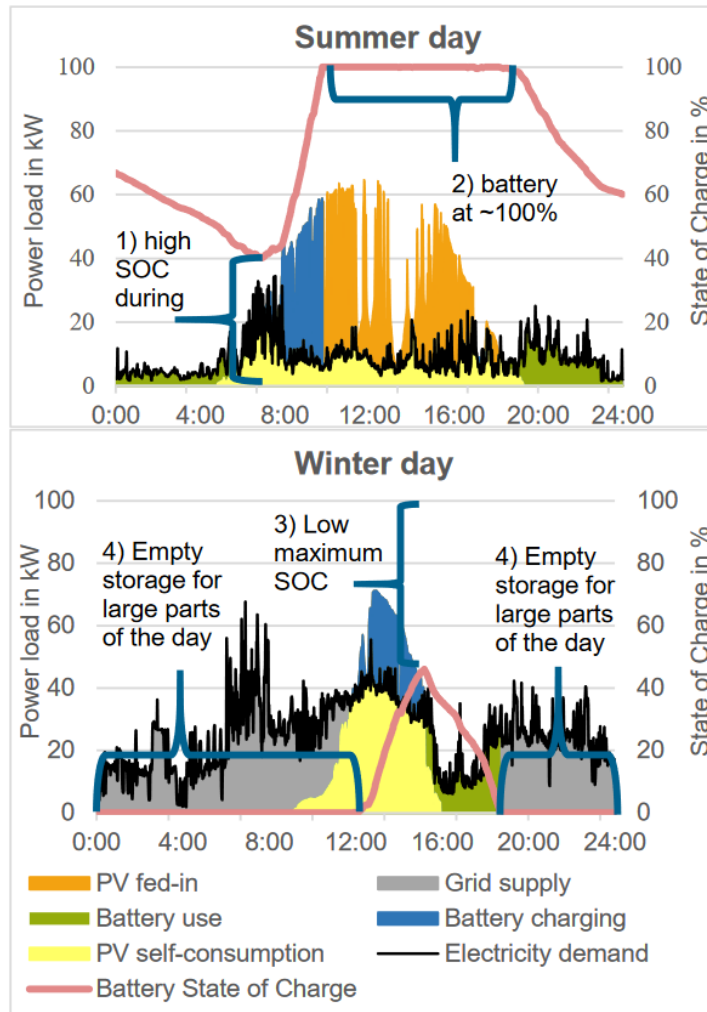 Summer day
Power load in kW
100
80
60
40
20
0
1) high
SOC
during
2) battery
at ~100%
100
80
60
40
20
0
State of Charge in %
0:00 4:00 8:00 12:00 16:00 20:00 24:00
Winter day
Power load in kW
100
80
60
40
20
0
4) Empty
storage for
large parts
of the day
3) Low
maximum
SOC
4) Empty
storage for
large parts
of the day
100
80
60
40
20
0
State of Charge in %
0:00 4:00 8:00 12:00 16:00 20:00 24:00
PV fed-in
Grid supply
Battery use
Battery charging
PV self-consumption
Electricity demand
Battery State of Charge